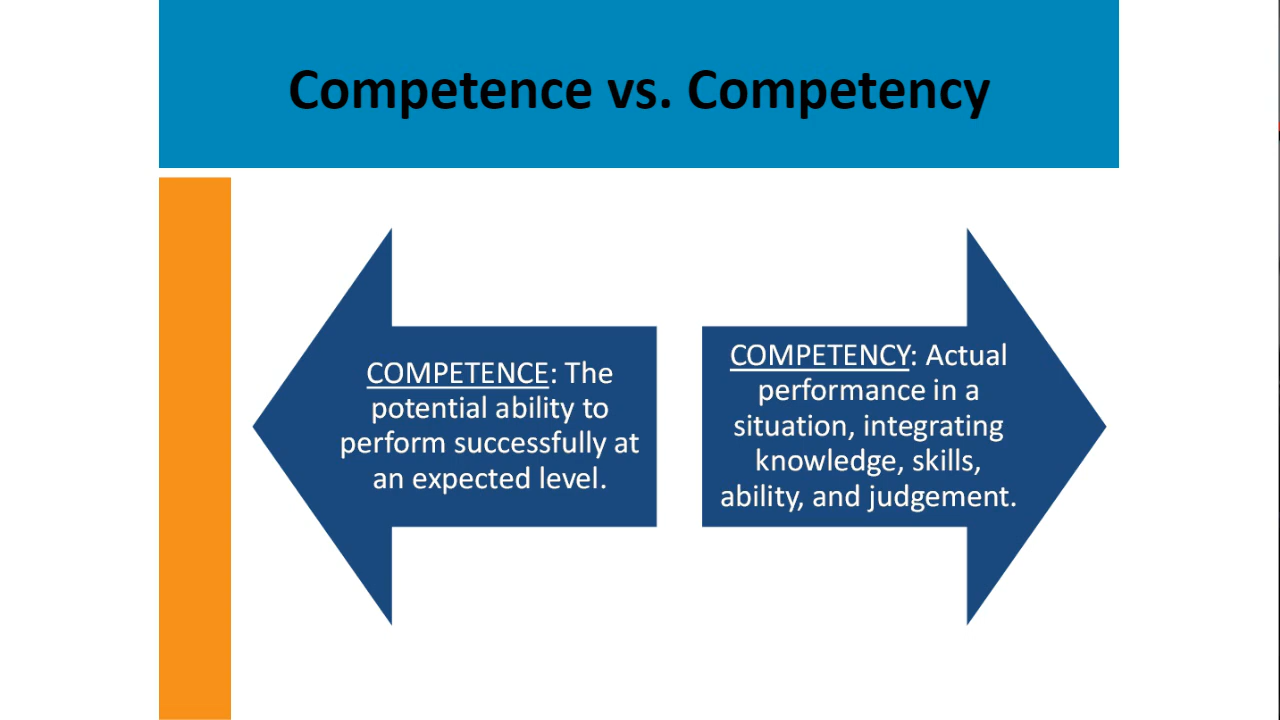 Competence vs. Competency
COMPETENCE: The
potential ability to
perform successfully at
an expected level.
COMPETENCY: Actual
performance in a
situation, integrating
knowledge, skills,
ability, and judgement.